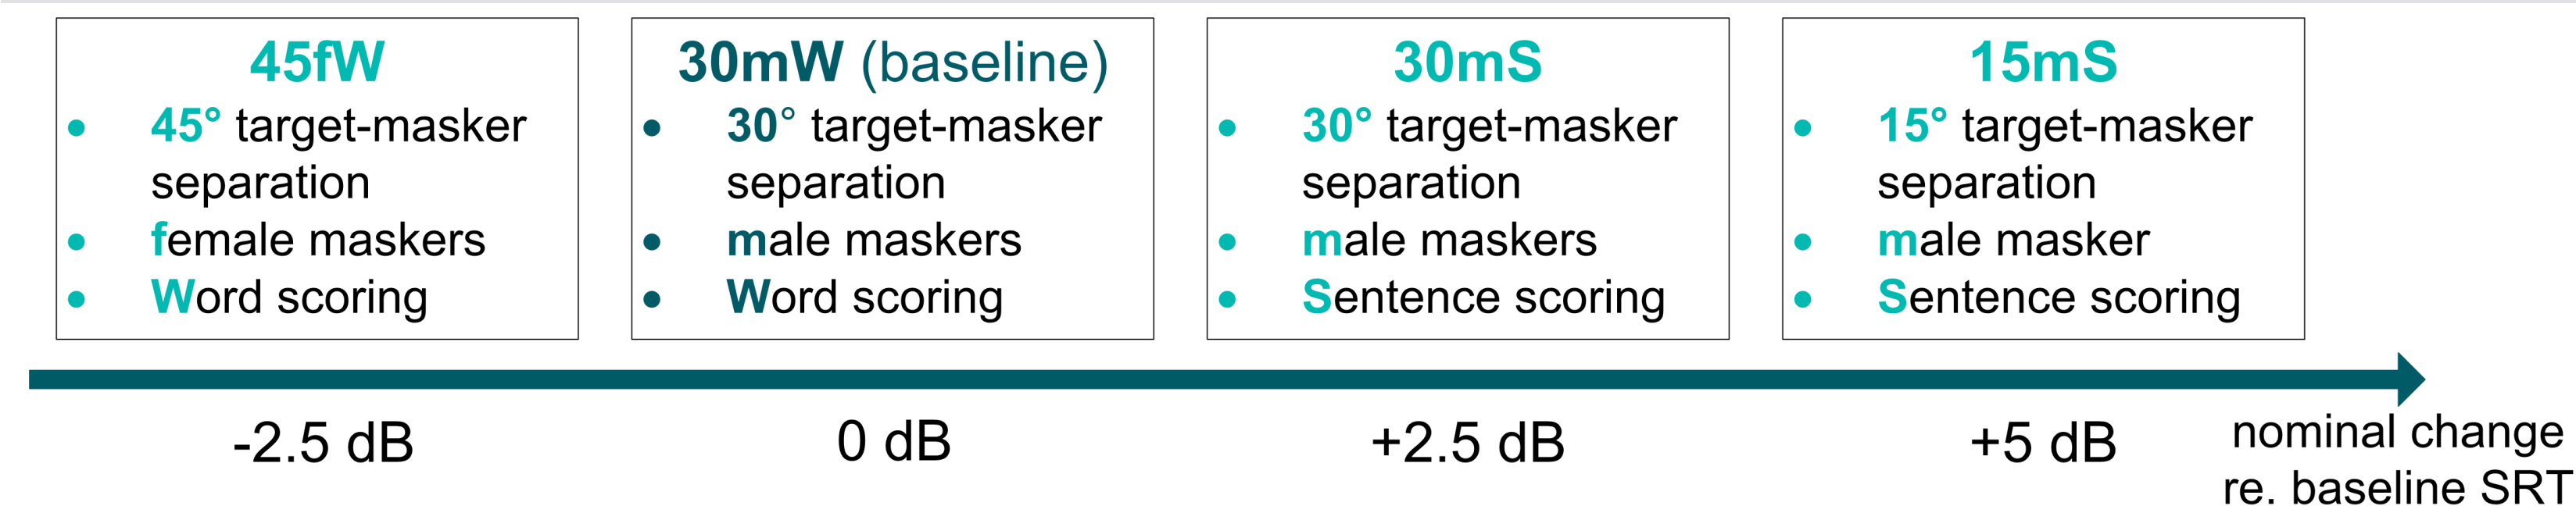 45fW
• 45° target-masker
separation
• female maskers
• Word scoring
30mW (baseline)
• 30° target-masker
separation
• male maskers
• Word scoring
30mS
• 30° target-masker
separation
• male maskers
• Sentence scoring
15mS
• 15° target-masker
separation
• male masker
• Sentence scoring
-2.5 dB
0 dB
+2.5 dB
+5 dB
nominal change
re. baseline SRT